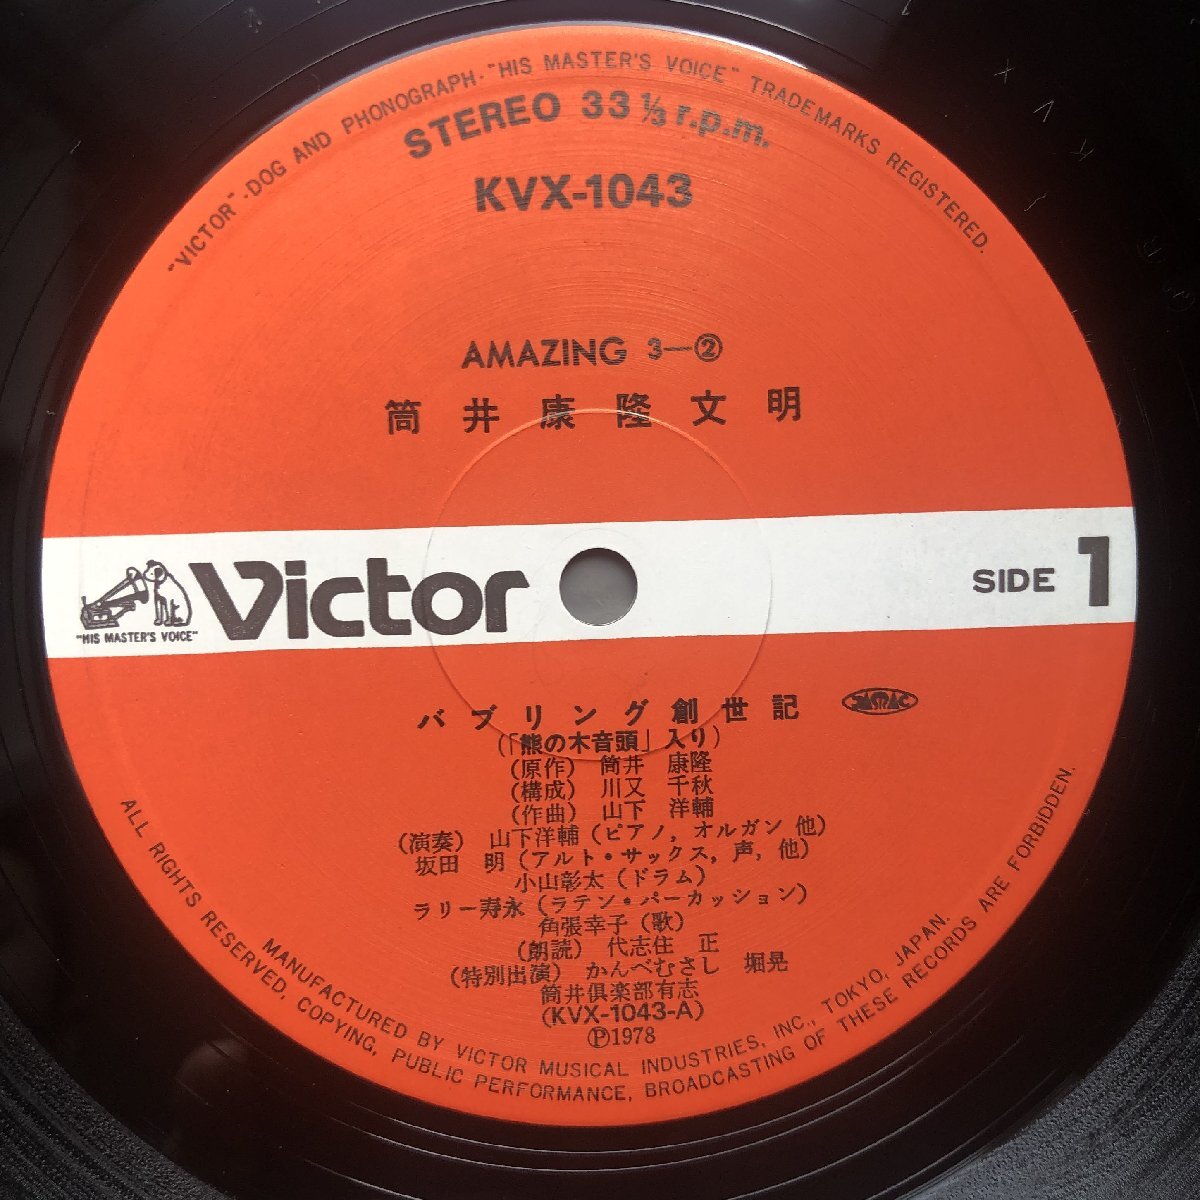 "VICTOR"·DOG AND PHONOGRAPH·"HIS MASTER'S VOICE" TRADEMARKS REGISTERED.
STEREO 33 ⅓ r.p.m.
KVX-1043
AMAZING 3—②
筒井康隆文明
"HIS MASTER'S VOICE"
Victor
SIDE 1
バブリング創世記
(「熊の木音頭」入り)
(原作) 筒井 康隆
(構成) 川又 千秋
(作曲) 山下 洋輔
(演奏) 山下洋輔(ピアノ, オルガン 他)
坂田 明(アルト・サックス, 声, 他)
小山彰太(ドラム)
ラリー寿永(ラテン・パーカッション)
角張幸子(歌)
(朗読) 代志住 正
(特別出演) かんべむさし 堀晃
筒井倶楽部有志
(KVX-1043-A)
Ⓟ1978
MANUFACTURED BY VICTOR MUSICAL INDUSTRIES, INC., TOKYO, JAPAN.
ALL RIGHTS RESERVED, COPYING, PUBLIC PERFORMANCE, BROADCASTING OF THESE RECORDS ARE FORBIDDEN.